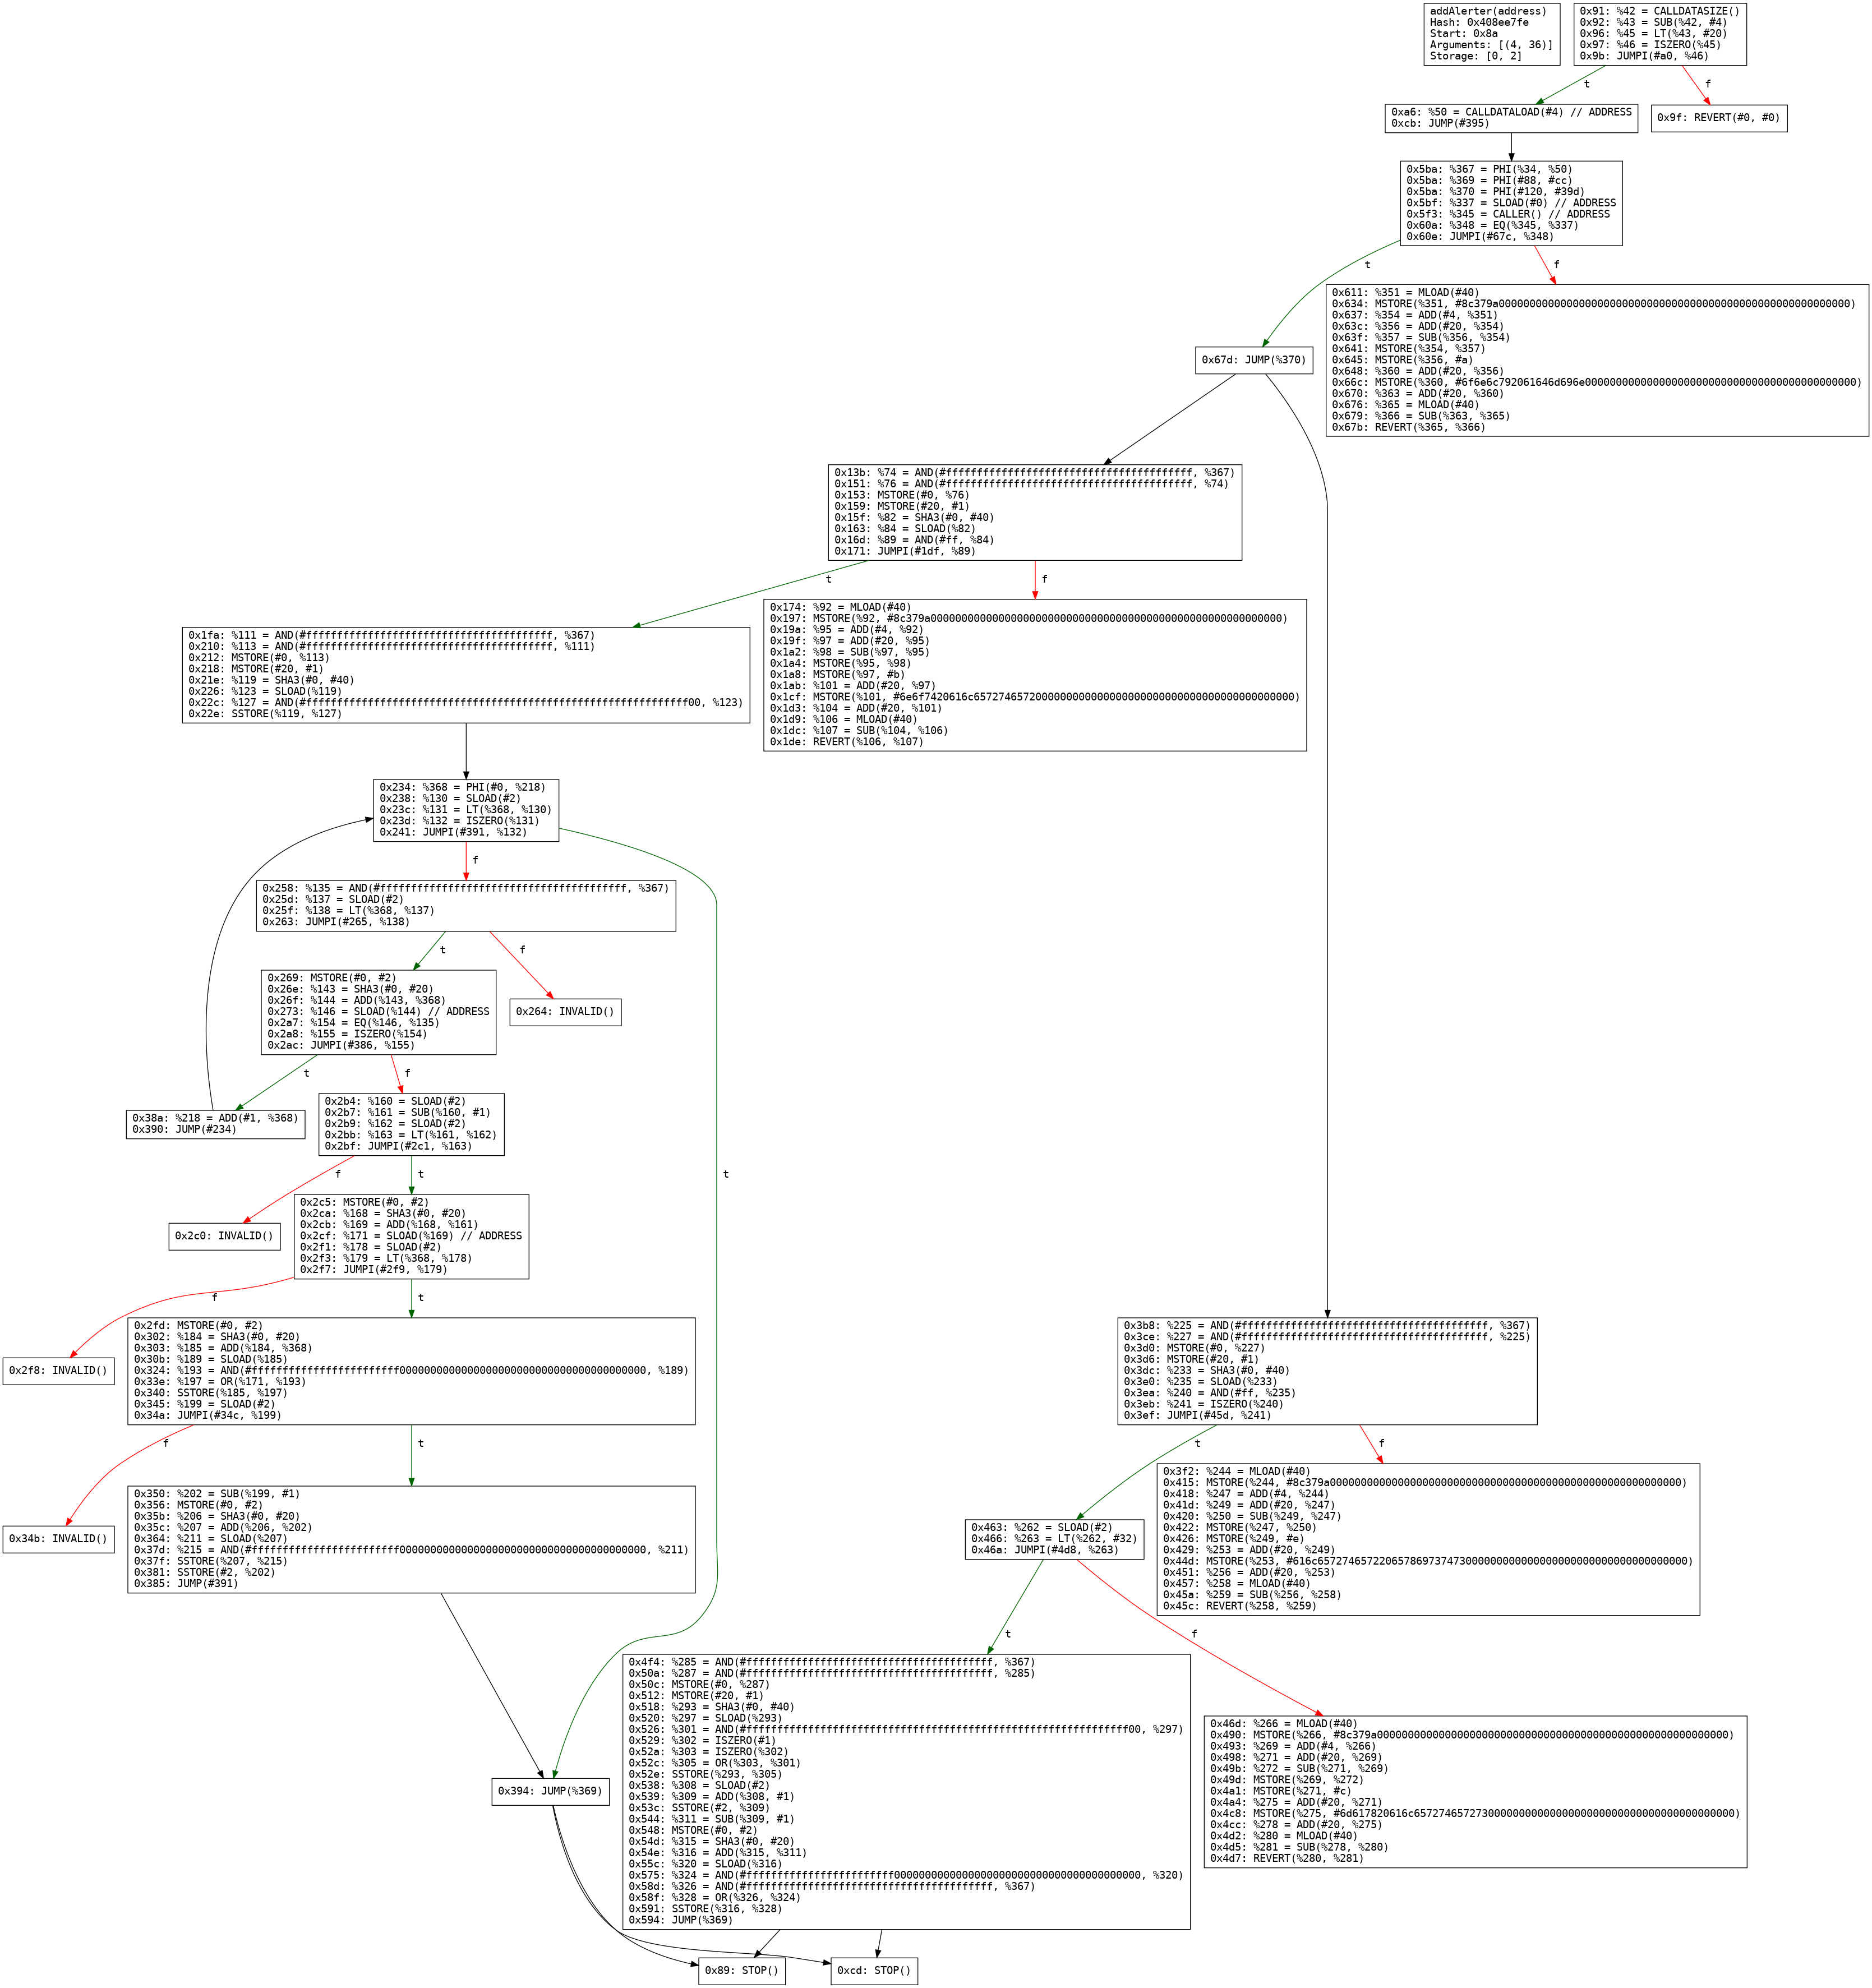 addAlerter(address)
Hash: 0x408ee7fe
Start: 0x8a
Arguments: [(4, 36)]
Storage: [0, 2]
0x91: %42 = CALLDATASIZE()
0x92: %43 = SUB(%42, #4)
0x96: %45 = LT(%43, #20)
0x97: %46 = ISZERO(%45)
0x9b: JUMPI(#a0, %46)
t
f
0xa6: %50 = CALLDATALOAD(#4) // ADDRESS
0xcb: JUMP(#395)
0x9f: REVERT(#0, #0)
0x5ba: %367 = PHI(%34, %50)
0x5ba: %369 = PHI(#88, #cc)
0x5ba: %370 = PHI(#120, #39d)
0x5bf: %337 = SLOAD(#0) // ADDRESS
0x5f3: %345 = CALLER() // ADDRESS
0x60a: %348 = EQ(%345, %337)
0x60e: JUMPI(#67c, %348)
t
f
0x611: %351 = MLOAD(#40)
0x634: MSTORE(%351, #8c379a000000000000000000000000000000000000000000000000000000000)
0x637: %354 = ADD(#4, %351)
0x63c: %356 = ADD(#20, %354)
0x63f: %357 = SUB(%356, %354)
0x641: MSTORE(%354, %357)
0x645: MSTORE(%356, #a)
0x648: %360 = ADD(#20, %356)
0x66c: MSTORE(%360, #6f6e6c792061646d696e00000000000000000000000000000000000000000000)
0x670: %363 = ADD(#20, %360)
0x676: %365 = MLOAD(#40)
0x679: %366 = SUB(%363, %365)
0x67b: REVERT(%365, %366)
0x67d: JUMP(%370)
0x13b: %74 = AND(#ffffffffffffffffffffffffffffffffffffffff, %367)
0x151: %76 = AND(#ffffffffffffffffffffffffffffffffffffffff, %74)
0x153: MSTORE(#0, %76)
0x159: MSTORE(#20, #1)
0x15f: %82 = SHA3(#0, #40)
0x163: %84 = SLOAD(%82)
0x16d: %89 = AND(#ff, %84)
0x171: JUMPI(#1df, %89)
t
f
0x174: %92 = MLOAD(#40)
0x197: MSTORE(%92, #8c379a000000000000000000000000000000000000000000000000000000000)
0x19a: %95 = ADD(#4, %92)
0x19f: %97 = ADD(#20, %95)
0x1a2: %98 = SUB(%97, %95)
0x1a4: MSTORE(%95, %98)
0x1a8: MSTORE(%97, #b)
0x1ab: %101 = ADD(#20, %97)
0x1cf: MSTORE(%101, #6e6f7420616c6572746572000000000000000000000000000000000000000000)
0x1d3: %104 = ADD(#20, %101)
0x1d9: %106 = MLOAD(#40)
0x1dc: %107 = SUB(%104, %106)
0x1de: REVERT(%106, %107)
0x1fa: %111 = AND(#ffffffffffffffffffffffffffffffffffffffff, %367)
0x210: %113 = AND(#ffffffffffffffffffffffffffffffffffffffff, %111)
0x212: MSTORE(#0, %113)
0x218: MSTORE(#20, #1)
0x21e: %119 = SHA3(#0, #40)
0x226: %123 = SLOAD(%119)
0x22c: %127 = AND(#ffffffffffffffffffffffffffffffffffffffffffffffffffffffffffffff00, %123)
0x22e: SSTORE(%119, %127)
0x234: %368 = PHI(#0, %218)
0x238: %130 = SLOAD(#2)
0x23c: %131 = LT(%368, %130)
0x23d: %132 = ISZERO(%131)
0x241: JUMPI(#391, %132)
f
t
0x258: %135 = AND(#ffffffffffffffffffffffffffffffffffffffff, %367)
0x25d: %137 = SLOAD(#2)
0x25f: %138 = LT(%368, %137)
0x263: JUMPI(#265, %138)
t
f
0x269: MSTORE(#0, #2)
0x26e: %143 = SHA3(#0, #20)
0x26f: %144 = ADD(%143, %368)
0x273: %146 = SLOAD(%144) // ADDRESS
0x2a7: %154 = EQ(%146, %135)
0x2a8: %155 = ISZERO(%154)
0x2ac: JUMPI(#386, %155)
0x264: INVALID()
t
f
0x38a: %218 = ADD(#1, %368)
0x390: JUMP(#234)
0x2b4: %160 = SLOAD(#2)
0x2b7: %161 = SUB(%160, #1)
0x2b9: %162 = SLOAD(#2)
0x2bb: %163 = LT(%161, %162)
0x2bf: JUMPI(#2c1, %163)
f
t
0x2c0: INVALID()
0x2c5: MSTORE(#0, #2)
0x2ca: %168 = SHA3(#0, #20)
0x2cb: %169 = ADD(%168, %161)
0x2cf: %171 = SLOAD(%169) // ADDRESS
0x2f1: %178 = SLOAD(#2)
0x2f3: %179 = LT(%368, %178)
0x2f7: JUMPI(#2f9, %179)
f
t
0x2f8: INVALID()
0x2fd: MSTORE(#0, #2)
0x302: %184 = SHA3(#0, #20)
0x303: %185 = ADD(%184, %368)
0x30b: %189 = SLOAD(%185)
0x324: %193 = AND(#ffffffffffffffffffffffff0000000000000000000000000000000000000000, %189)
0x33e: %197 = OR(%171, %193)
0x340: SSTORE(%185, %197)
0x345: %199 = SLOAD(#2)
0x34a: JUMPI(#34c, %199)
f
t
0x34b: INVALID()
0x350: %202 = SUB(%199, #1)
0x356: MSTORE(#0, #2)
0x35b: %206 = SHA3(#0, #20)
0x35c: %207 = ADD(%206, %202)
0x364: %211 = SLOAD(%207)
0x37d: %215 = AND(#ffffffffffffffffffffffff0000000000000000000000000000000000000000, %211)
0x37f: SSTORE(%207, %215)
0x381: SSTORE(#2, %202)
0x385: JUMP(#391)
0x3b8: %225 = AND(#ffffffffffffffffffffffffffffffffffffffff, %367)
0x3ce: %227 = AND(#ffffffffffffffffffffffffffffffffffffffff, %225)
0x3d0: MSTORE(#0, %227)
0x3d6: MSTORE(#20, #1)
0x3dc: %233 = SHA3(#0, #40)
0x3e0: %235 = SLOAD(%233)
0x3ea: %240 = AND(#ff, %235)
0x3eb: %241 = ISZERO(%240)
0x3ef: JUMPI(#45d, %241)
t
f
0x3f2: %244 = MLOAD(#40)
0x415: MSTORE(%244, #8c379a000000000000000000000000000000000000000000000000000000000)
0x418: %247 = ADD(#4, %244)
0x41d: %249 = ADD(#20, %247)
0x420: %250 = SUB(%249, %247)
0x422: MSTORE(%247, %250)
0x426: MSTORE(%249, #e)
0x429: %253 = ADD(#20, %249)
0x44d: MSTORE(%253, #616c657274657220657869737473000000000000000000000000000000000000)
0x451: %256 = ADD(#20, %253)
0x457: %258 = MLOAD(#40)
0x45a: %259 = SUB(%256, %258)
0x45c: REVERT(%258, %259)
0x463: %262 = SLOAD(#2)
0x466: %263 = LT(%262, #32)
0x46a: JUMPI(#4d8, %263)
t
f
0x4f4: %285 = AND(#ffffffffffffffffffffffffffffffffffffffff, %367)
0x50a: %287 = AND(#ffffffffffffffffffffffffffffffffffffffff, %285)
0x50c: MSTORE(#0, %287)
0x512: MSTORE(#20, #1)
0x518: %293 = SHA3(#0, #40)
0x520: %297 = SLOAD(%293)
0x526: %301 = AND(#ffffffffffffffffffffffffffffffffffffffffffffffffffffffffffffff00, %297)
0x529: %302 = ISZERO(#1)
0x52a: %303 = ISZERO(%302)
0x52c: %305 = OR(%303, %301)
0x52e: SSTORE(%293, %305)
0x538: %308 = SLOAD(#2)
0x539: %309 = ADD(%308, #1)
0x53c: SSTORE(#2, %309)
0x544: %311 = SUB(%309, #1)
0x548: MSTORE(#0, #2)
0x54d: %315 = SHA3(#0, #20)
0x54e: %316 = ADD(%315, %311)
0x55c: %320 = SLOAD(%316)
0x575: %324 = AND(#ffffffffffffffffffffffff0000000000000000000000000000000000000000, %320)
0x58d: %326 = AND(#ffffffffffffffffffffffffffffffffffffffff, %367)
0x58f: %328 = OR(%326, %324)
0x591: SSTORE(%316, %328)
0x594: JUMP(%369)
0x46d: %266 = MLOAD(#40)
0x490: MSTORE(%266, #8c379a000000000000000000000000000000000000000000000000000000000)
0x493: %269 = ADD(#4, %266)
0x498: %271 = ADD(#20, %269)
0x49b: %272 = SUB(%271, %269)
0x49d: MSTORE(%269, %272)
0x4a1: MSTORE(%271, #c)
0x4a4: %275 = ADD(#20, %271)
0x4c8: MSTORE(%275, #6d617820616c6572746572730000000000000000000000000000000000000000)
0x4cc: %278 = ADD(#20, %275)
0x4d2: %280 = MLOAD(#40)
0x4d5: %281 = SUB(%278, %280)
0x4d7: REVERT(%280, %281)
0x394: JUMP(%369)
0x89: STOP()
0xcd: STOP()